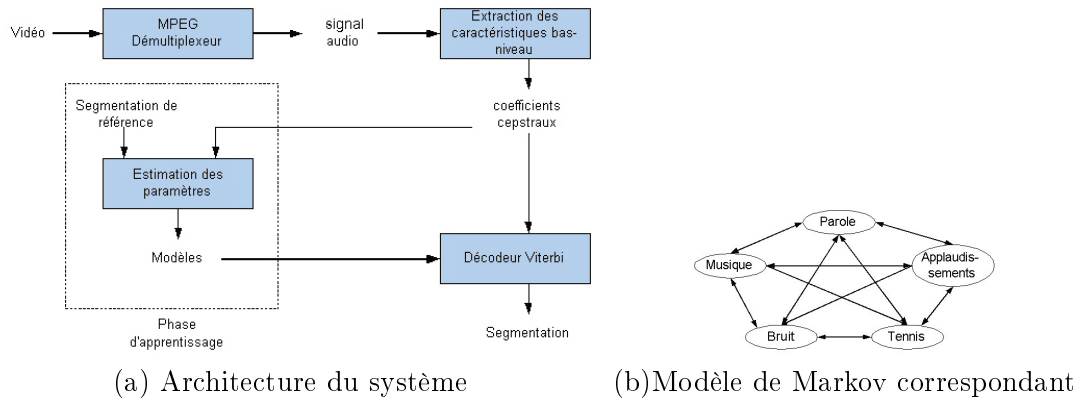 Vidéo
MPEG
Démultiplexeur
signal
audio
Extraction des
caractéristiques bas-
niveau
Segmentation de
référence
coefficients
cepstraux
Estimation des
paramètres
Modèles
Décodeur Viterbi
Phase
d'apprentissage
Segmentation
Parole
Musique
Applaudis-
sements
Bruit
Tennis
(a) Architecture du système
(b)Modèle de Markov correspondant